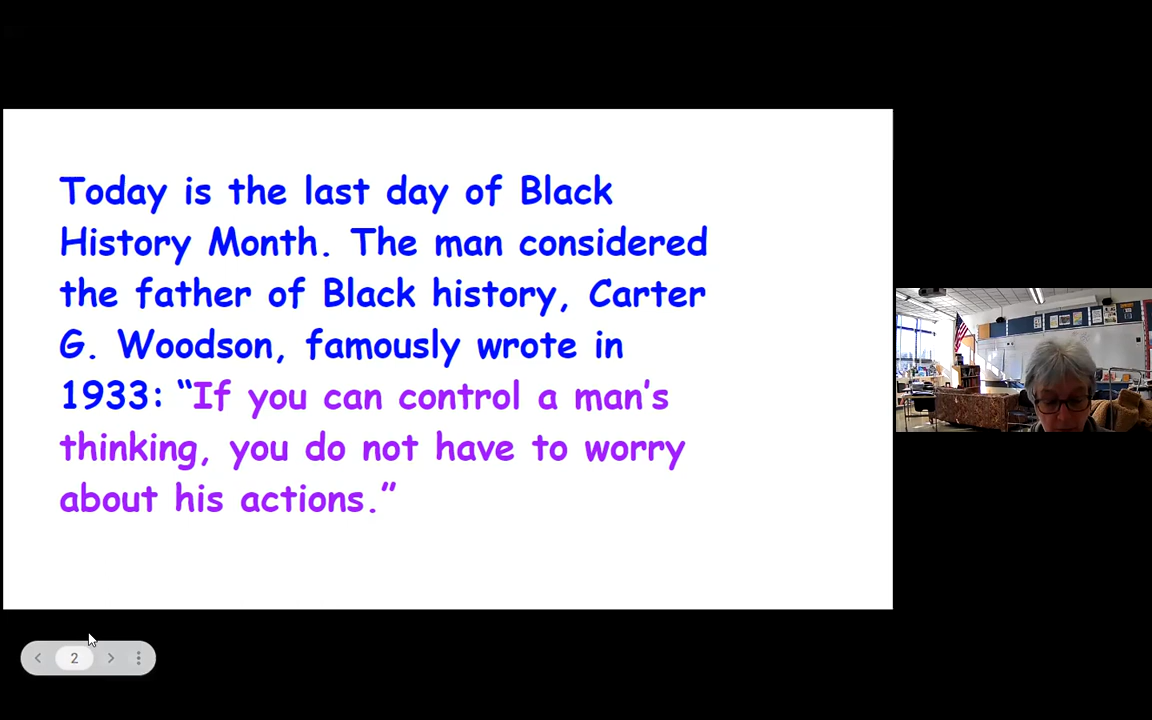 Today is the last day of Black
History Month. The man considered
the father of Black history, Carter
G. Woodson, famously wrote in
1933: “If you can control a man’s
thinking, you do not have to worry
about his actions.”
2